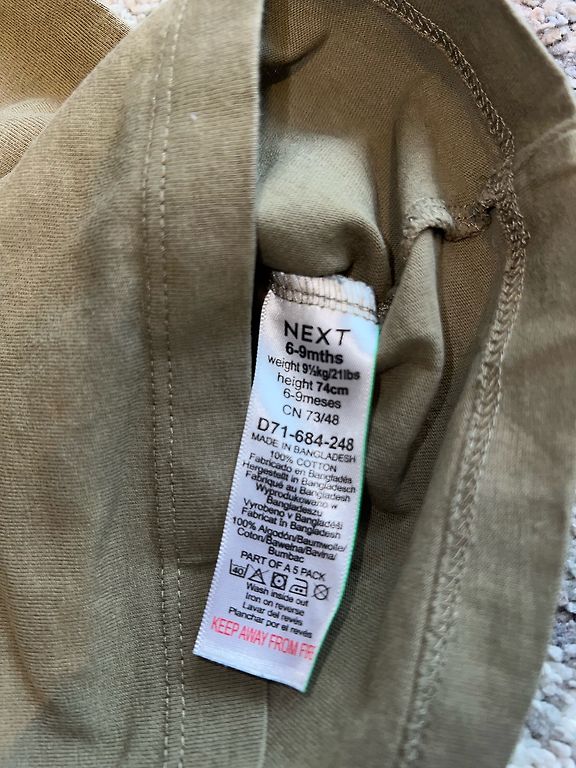 NEXT
6-9mths
weight 9½kg/21lbs
height 74cm
6-9meses
CN 73/48
D71-684-248
MADE IN BANGLADESH
100% COTTON
Fabricado en Bangladés
Hergestellt in Bangladesch
Fabriqué au Bangladesh
Wyprodukowano w
Bangladeszu
Vyrobeno v Bangladéši
Fabricat în Bangladesh
100% Algodón/Baumwolle/
Coton/Bawełna/Bavlna/
Bumbac
PART OF A 5 PACK
40
Wash inside out
Iron on reverse
Lavar del revés
Planchar por el revés
KEEP AWAY FROM FIRE